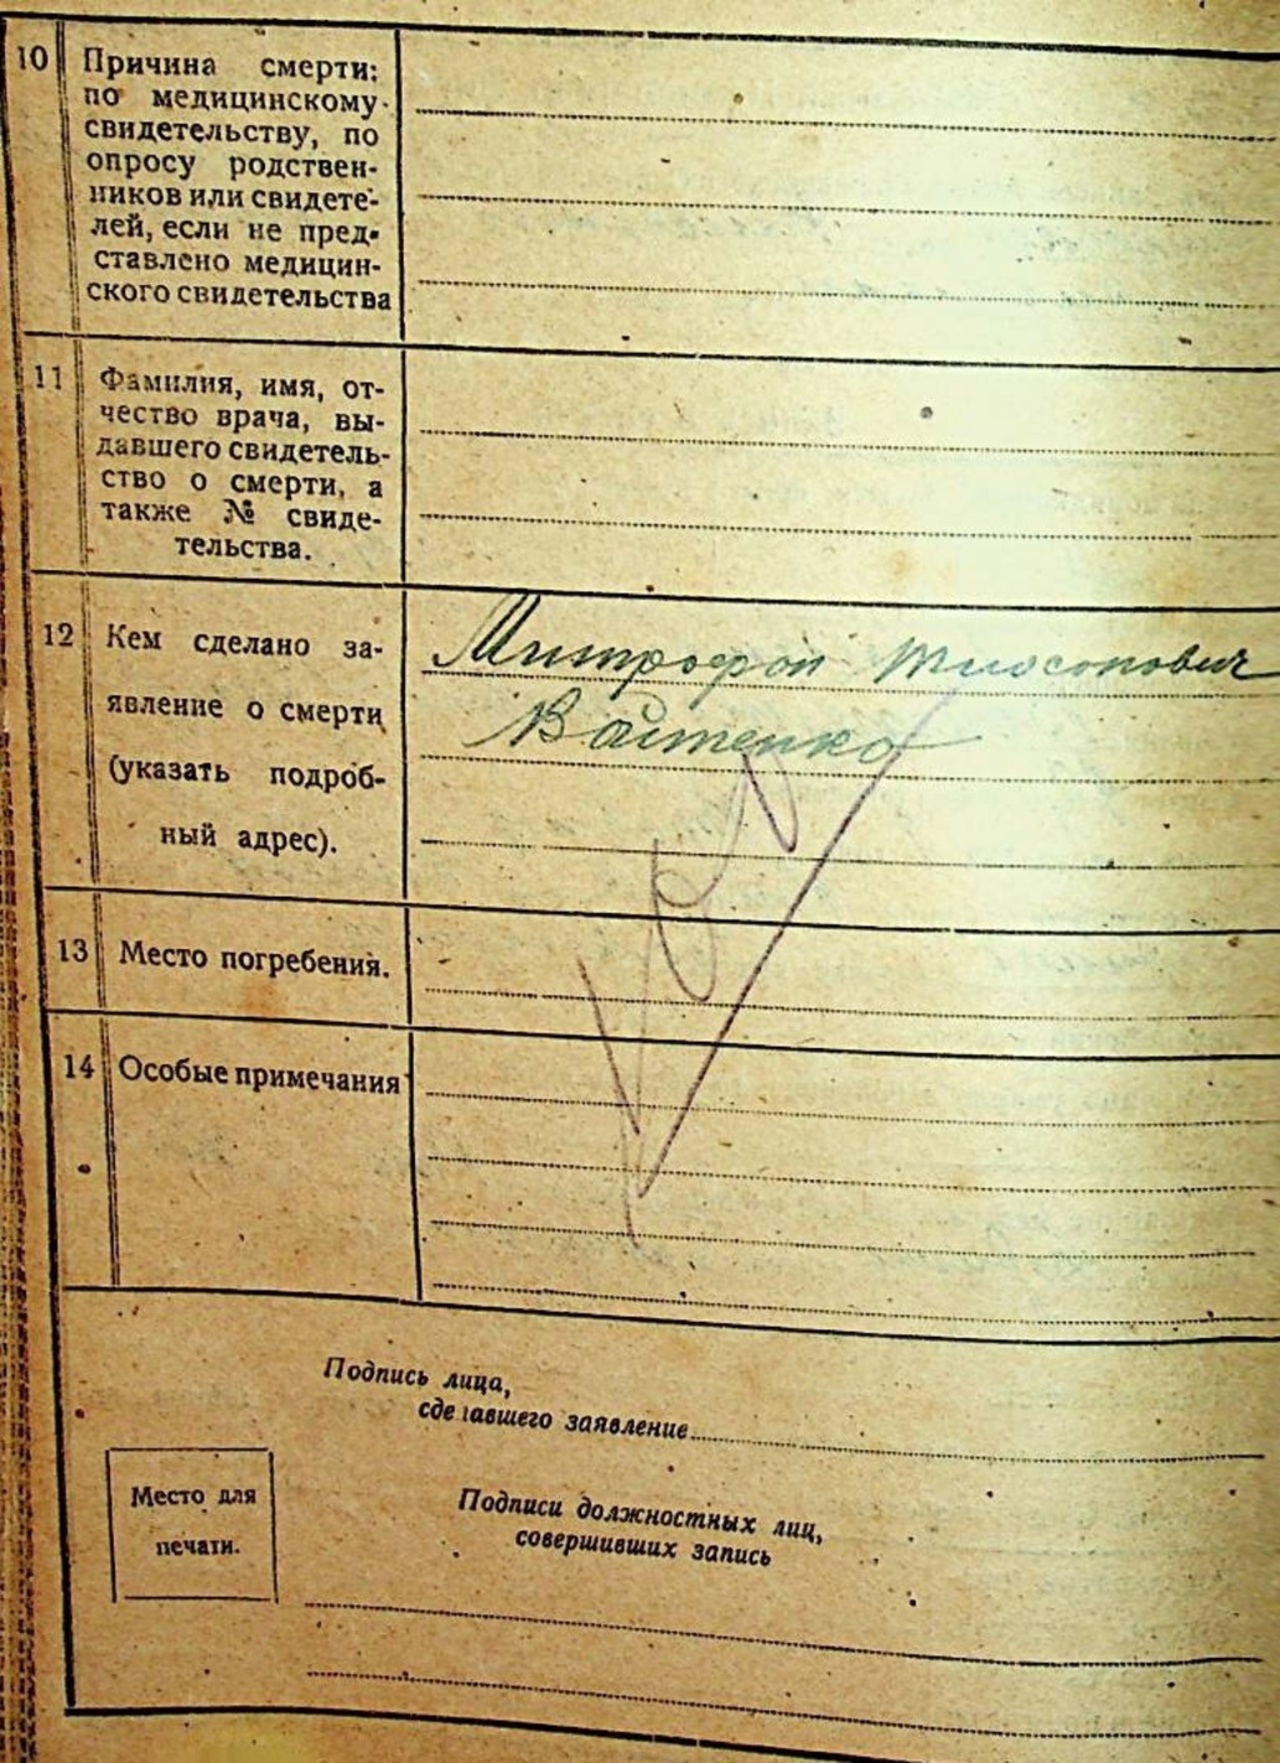 10 Причина смерти:
по медицинскому
свидетельству, по
опросу родствен-
ников или свидете-
лей, если не пред-
ставлено медицин-
ского свидетельства
11 Фамилия, имя, от-
чество врача, вы-
давшего свидетель-
ство о смерти, а
также № свиде-
тельства.
12 Кем сделано за-
явление о смерти
(указать подроб-
ный адрес).
Митрофон
Войтенко
13 Место погребения.
14 Особые примечания
Подпись лица,
сделавшего заявление
Место для
печати.
Подписи должностных лиц,
совершивших запись